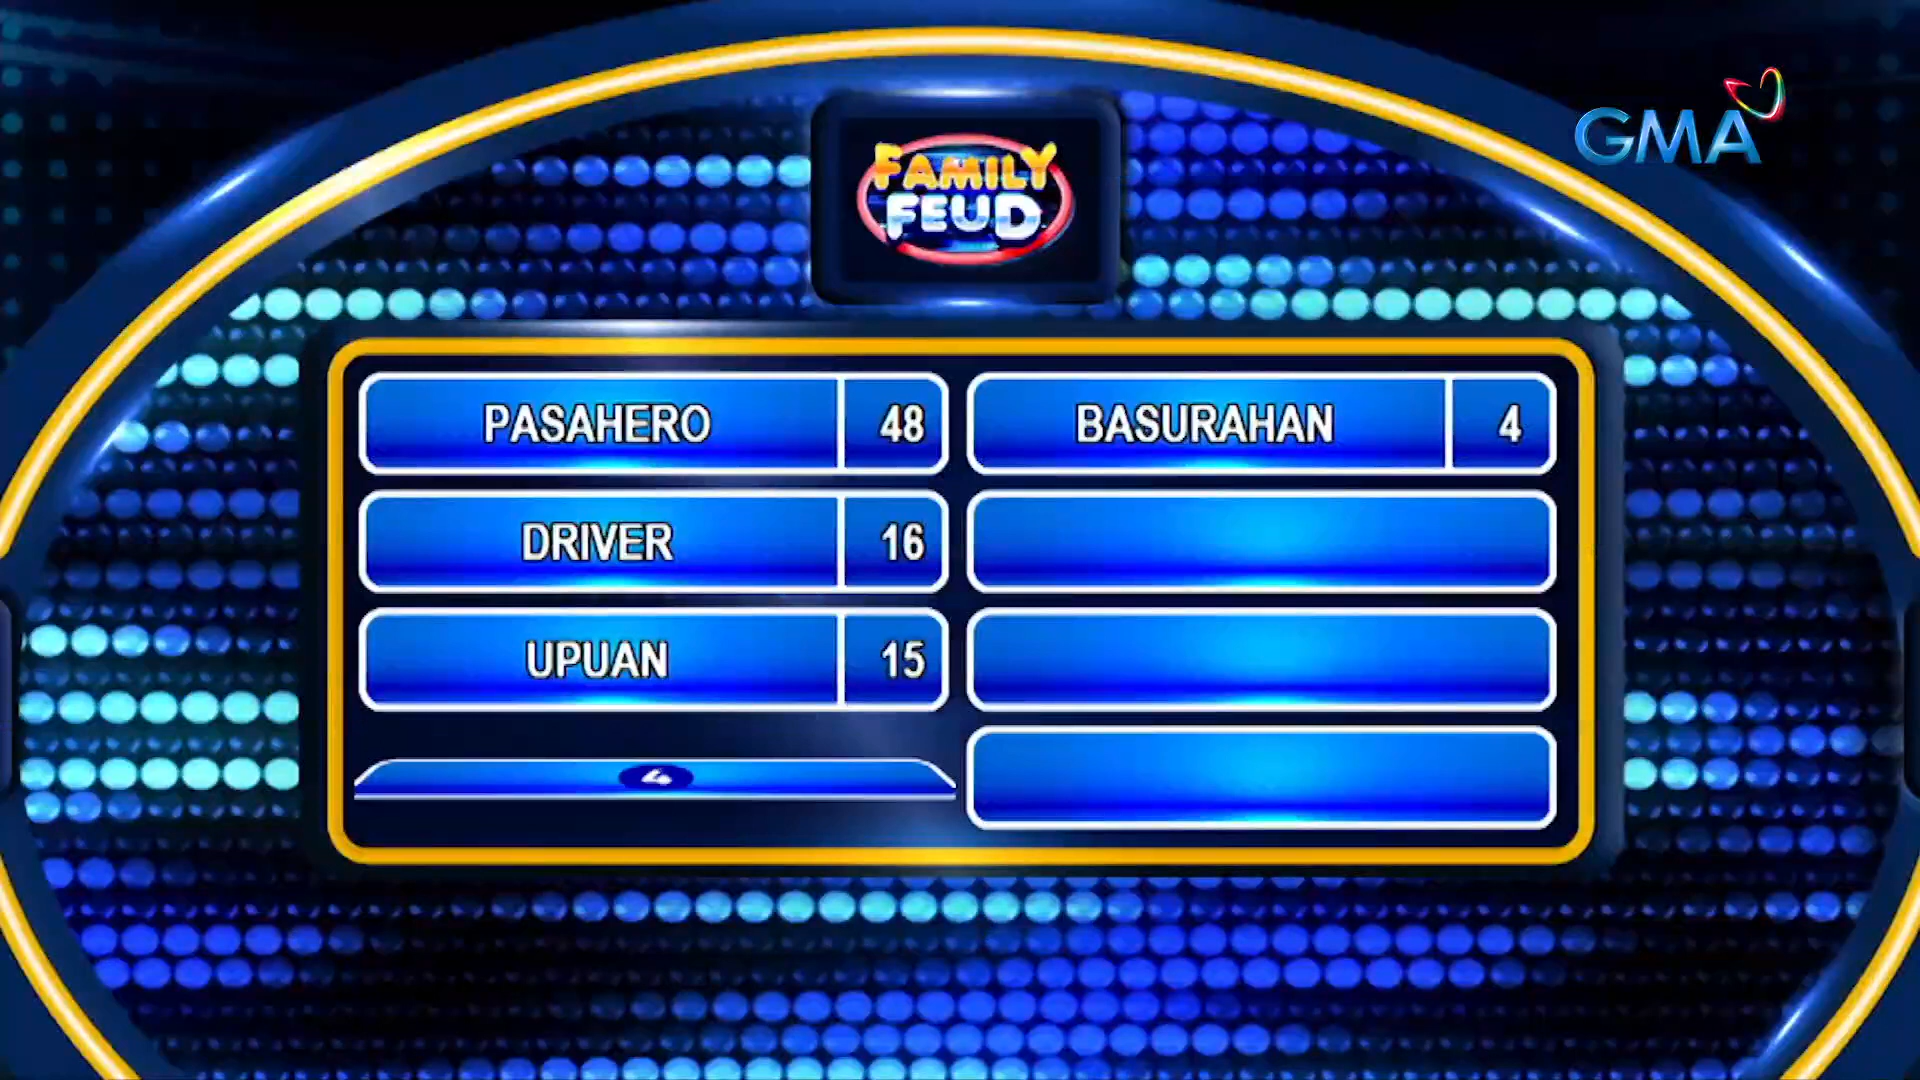 GMA
FAMILY
FEUD
PASAHERO 48
DRIVER 16
UPUAN 15
4
BASURAHAN 4